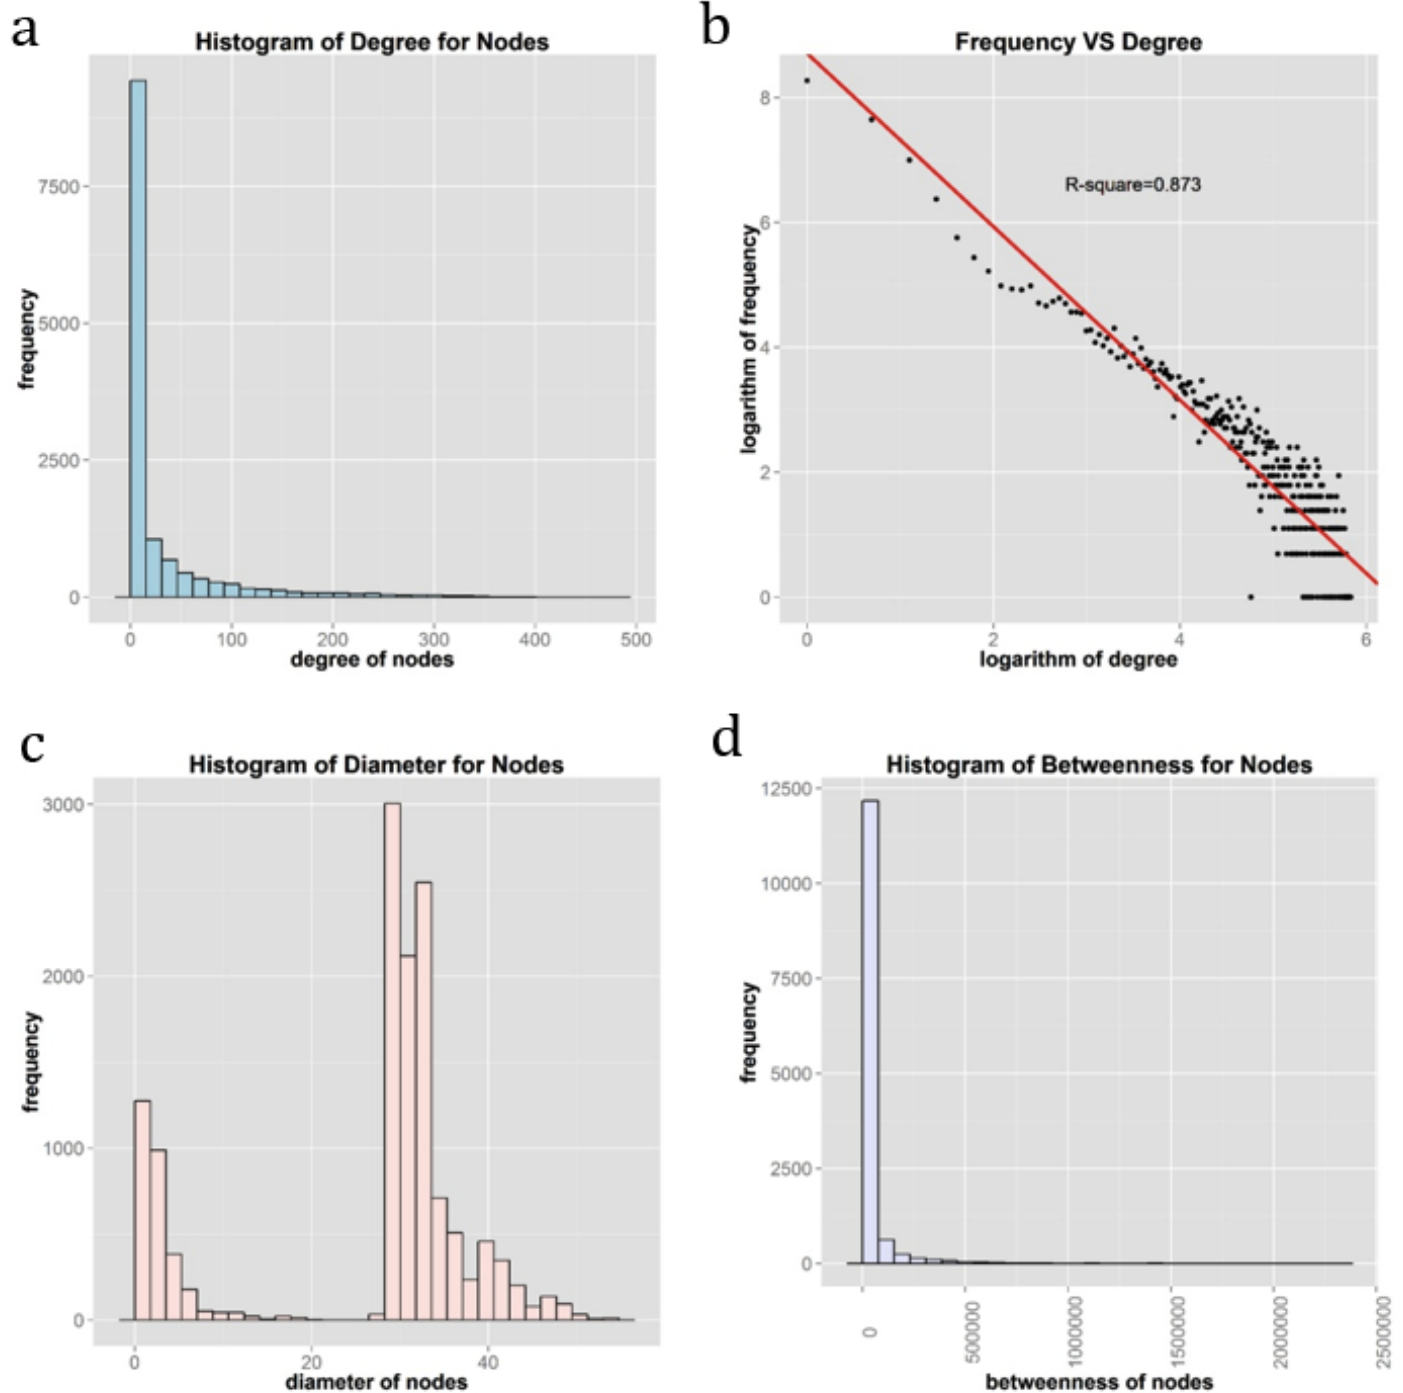 a
Histogram of Degree for Nodes
7500
5000
2500
0
frequency
0 100 200 300 400 500
degree of nodes
b
Frequency VS Degree
R-square=0.873
8
6
4
2
0
logarithm of frequency
0 2 4 6
logarithm of degree
c
Histogram of Diameter for Nodes
3000
2000
1000
0
frequency
0 20 40
diameter of nodes
d
Histogram of Betweenness for Nodes
12500
10000
7500
5000
2500
0
frequency
0 500000 1000000 1500000 2000000 2500000
betweenness of nodes